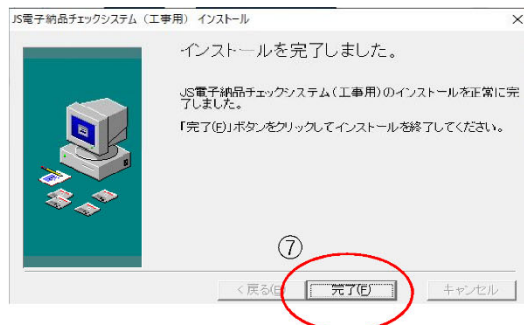 JS電子納品チェックシステム（工事用） インストール
インストールを完了しました。
JS電子納品チェックシステム(工事用)のインストールを正常に完
了しました。
「完了(F)」ボタンをクリックしてインストールを終了してください。
⑦
< 戻る(B)
完了(F)
キャンセル